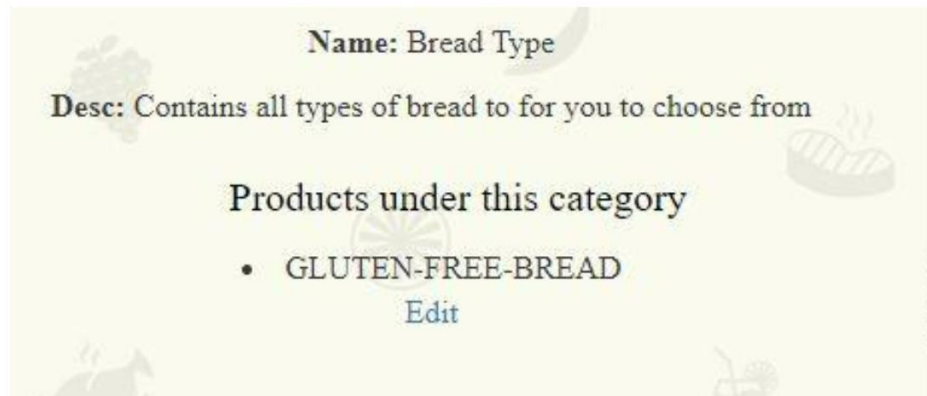 Name: Bread Type
Desc: Contains all types of bread to for you to choose from
Products under this category
• GLUTEN-FREE-BREAD
Edit